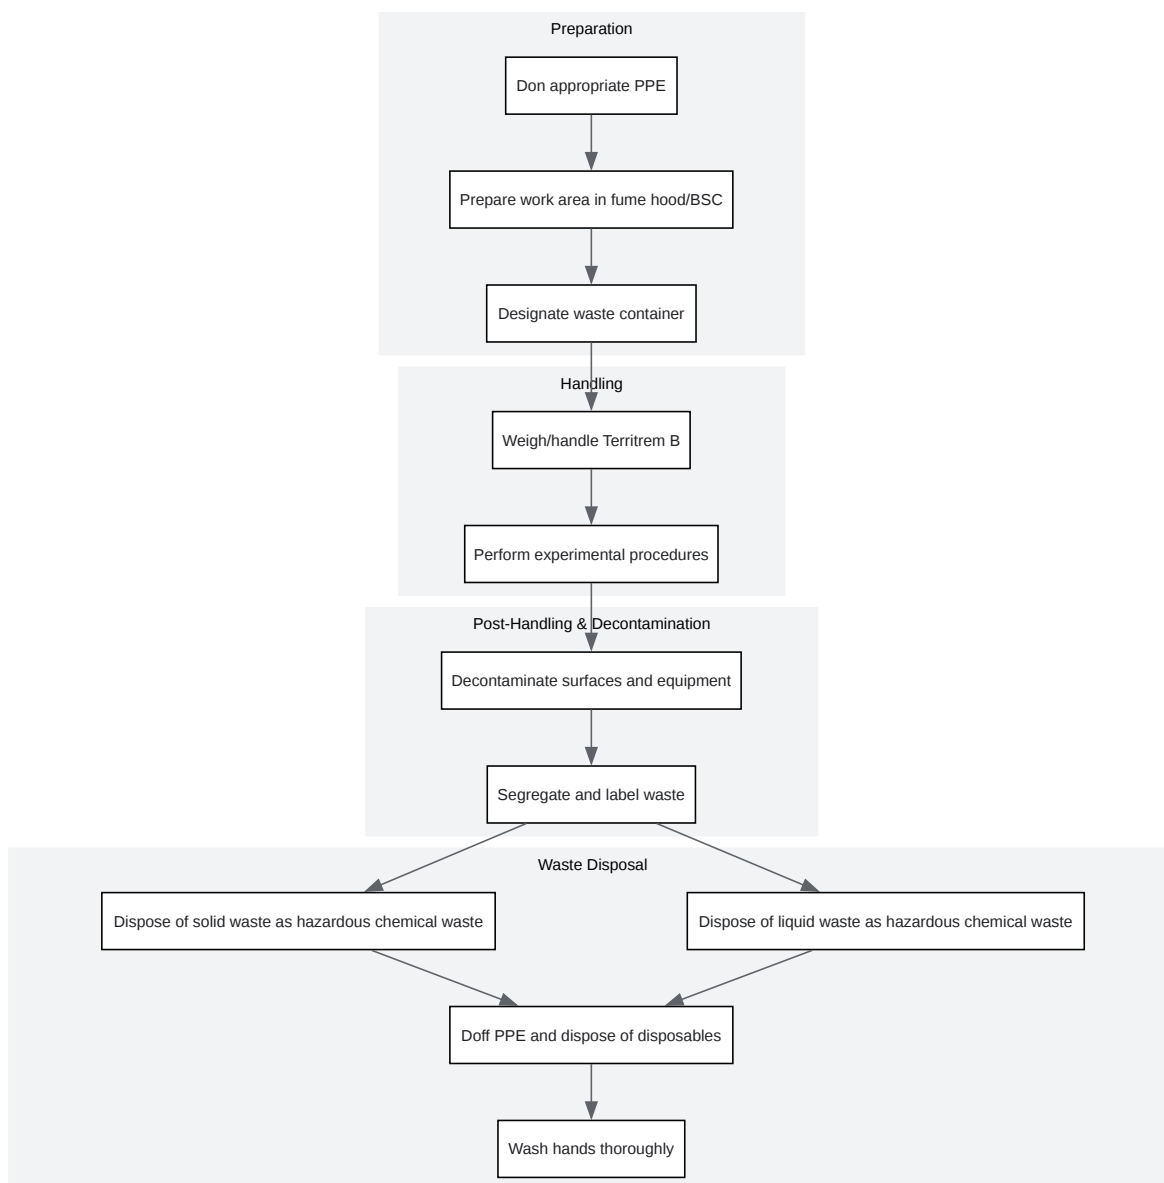 Preparation
Don appropriate PPE
Prepare work area in fume hood/BSC
Designate waste container
Handling
Weigh/handle Territrem B
Perform experimental procedures
Post-Handling & Decontamination
Decontaminate surfaces and equipment
Segregate and label waste
Waste Disposal
Dispose of solid waste as hazardous chemical waste
Dispose of liquid waste as hazardous chemical waste
Doff PPE and dispose of disposables
Wash hands thoroughly